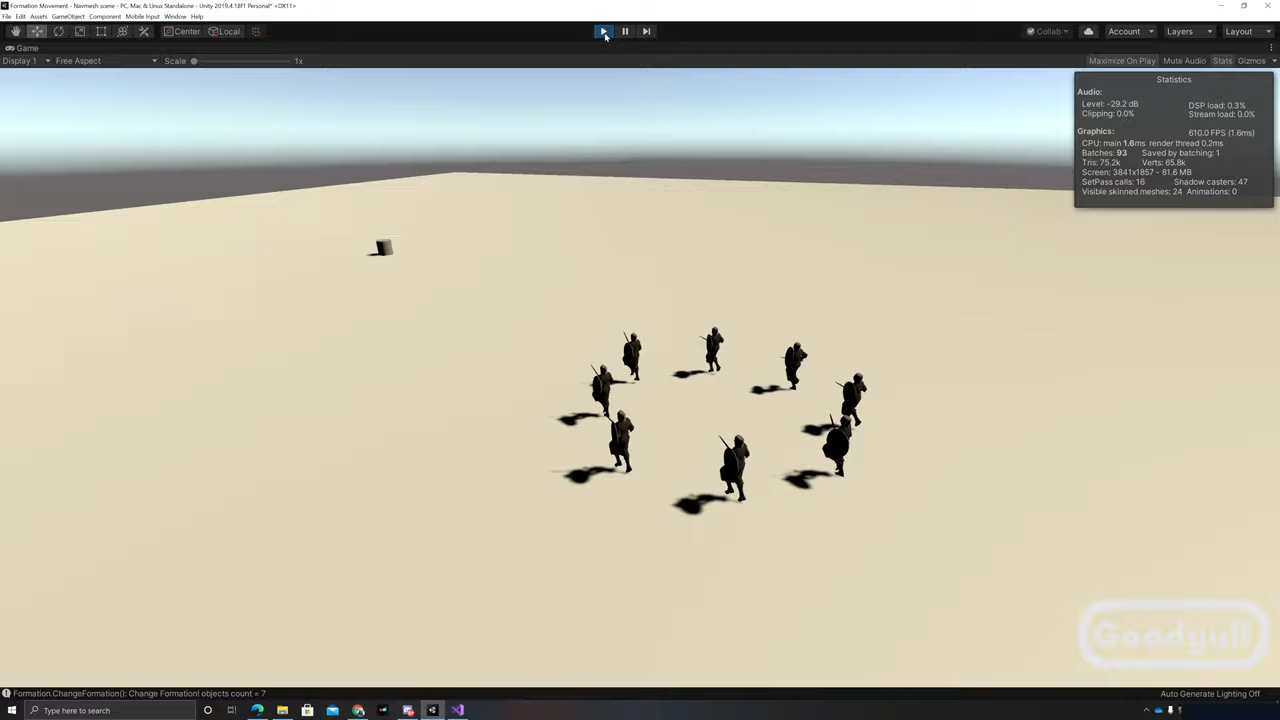 Formation Movement - Navmesh scene - PC, Mac & Linux Standalone - Unity 2019.4.18f1 Personal* <DX11>
File Edit Assets GameObject Component Mobile Input Window Help
Center Local Collab Account Layers Layout
Game
Display 1 Free Aspect Scale 1x Maximize On Play Mute Audio Stats Gizmos
Statistics
Audio:
Level: -29.2 dB DSP load: 0.3%
Clipping: 0.0% Stream load: 0.0%
Graphics: 610.0 FPS (1.6ms)
CPU: main 1.6ms render thread 0.2ms
Batches: 93 Saved by batching: 1
Tris: 75.2k Verts: 65.8k
Screen: 3841x1857 - 81.6 MB
SetPass calls: 16 Shadow casters: 47
Visible skinned meshes: 24 Animations: 0
Goodyull
Formation.ChangeFormation(): Change Formation! objects count = 7
Auto Generate Lighting Off
Type here to search